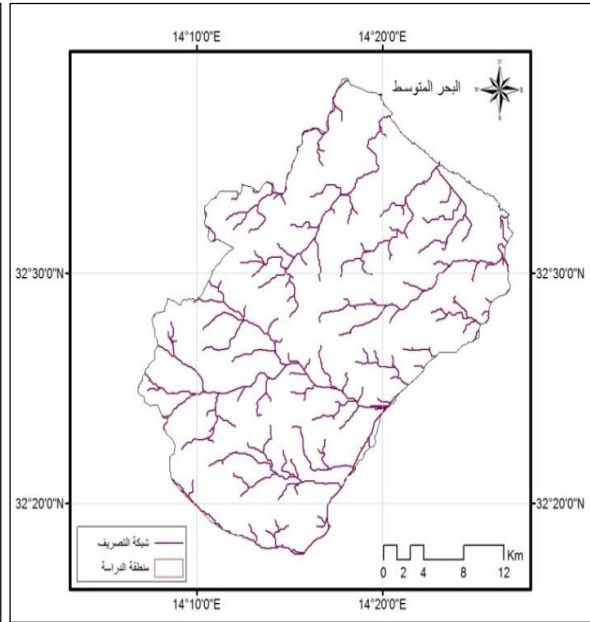 14°10'0"E 14°20'0"E
البحر المتوسط
N
W E
S
32°30'0"N 32°30'0"N
32°20'0"N 32°20'0"N
شبكة التصريف
منطقة الدراسة
Km
0 2 4 8 12
14°10'0"E 14°20'0"E